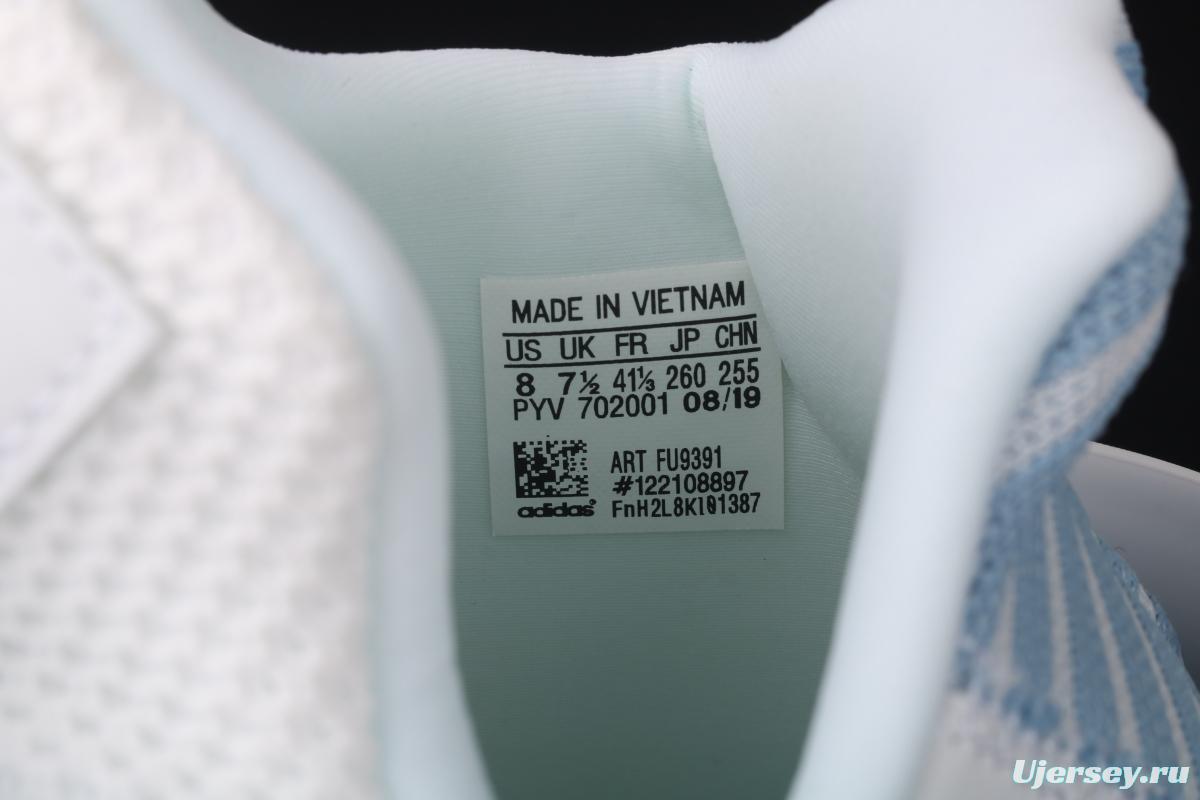 MADE IN VIETNAM
US UK FR JP CHN
8 7½ 41⅓ 260 255
PYV 702001 08/19
ART FU9391
#122108897
adidas® FnH2L8Kl01387
Ujersey.ru